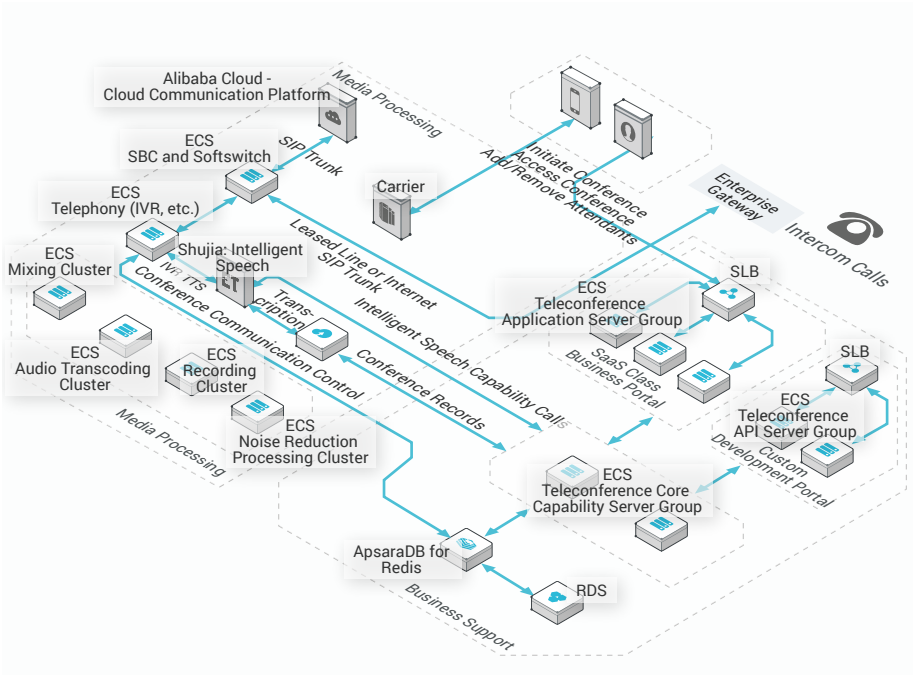 Alibaba Cloud -
Cloud Communication Platform
Media Processing
ECS
SBC and Softswitch
SIP Trunk
Carrier
Initiate Conference
Access Conference
Add/Remove Attendants
Enterprise
Gateway
Intercom Calls
ECS
Telephony (IVR, etc.)
Shujia: Intelligent
Speech
ECS
Mixing Cluster
IVR TTS
Trans-
cription
Leased Line or Internet
SIP Trunk
Intelligent Speech Capability Calls
Conference Communication Control
Conference Records
SLB
ECS
Teleconference
Application Server Group
SaaS Class
Business Portal
ECS
Audio Transcoding
Cluster
ECS
Recording
Cluster
ECS
Noise Reduction
Processing Cluster
Media Processing
SLB
ECS
Teleconference
API Server Group
Custom
Development Portal
ECS
Teleconference Core
Capability Server Group
ApsaraDB for
Redis
RDS
Business Support